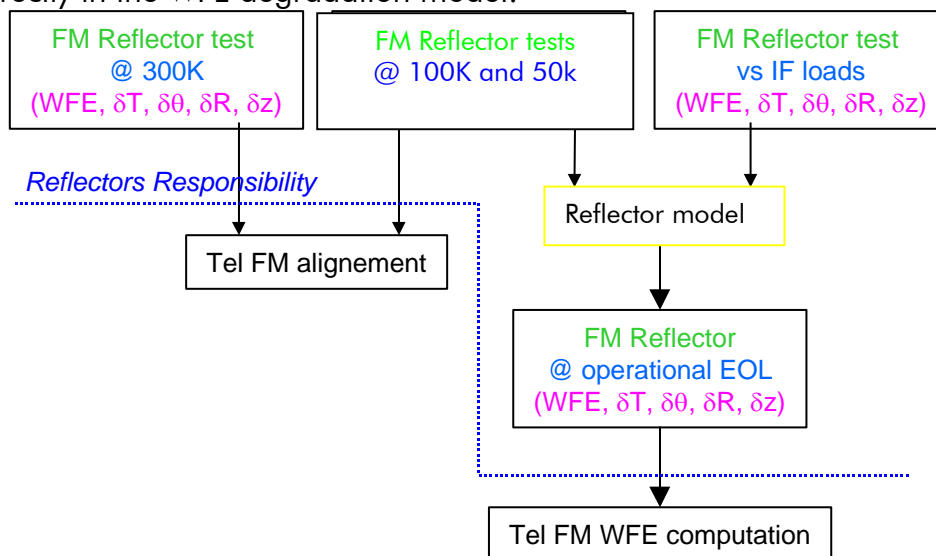 FM Reflector test
@ 300K
(WFE, δT, δθ, δR, δz)
FM Reflector tests
@ 100K and 50k
FM Reflector test
vs IF loads
(WFE, δT, δθ, δR, δz)
Reflectors Responsibility
Reflector model
Tel FM alignement
FM Reflector
@ operational EOL
(WFE, δT, δθ, δR, δz)
Tel FM WFE computation